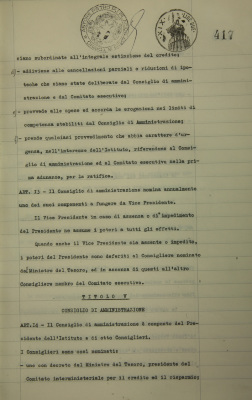 417
siano subordinate all'integrale estinzione dei crediti;
- addiviene alle cancellazioni parziali e riduzioni di ipo-
teche che siano state deliberate dal Consiglio di ammini-
strazione o dal Comitato esecutivo;
- provvede alle spese ed accorda le erogazioni nei limiti di
competenza stabiliti dal Consiglio di Amministrazione;
- prende qualsiasi provvedimento che abbia carattere d'ur-
genza, nell'interesse dell'Istituto, riferendone al Consi-
glio di amministrazione od al Comitato esecutivo nella pri-
ma adunanza, per la ratifica.
ART. 13 - Il Consiglio di amministrazione nomina annualmente
uno dei suoi componenti a fungere da Vice Presidente.
Il Vice Presidente in caso di assenza o di impedimento
del Presidente ne assume i poteri a tutti gli effetti.
Quando anche il Vice Presidente sia assente o impedito,
i poteri del Presidente sono deferiti al Consigliere nominato
dal Ministro del Tesoro, ed in assenza di questi all'altro
Consigliere membro del Comitato esecutivo.
TITOLO V
CONSIGLIO DI AMMINISTRAZIONE
ART. 14 - Il Consiglio di amministrazione è composto dal Pre-
sidente dell'Istituto e di otto Consiglieri.
I Consiglieri sono così nominati:
- uno con decreto del Ministro del Tesoro, presidente del
Comitato interministeriale per il credito ed il risparmio;